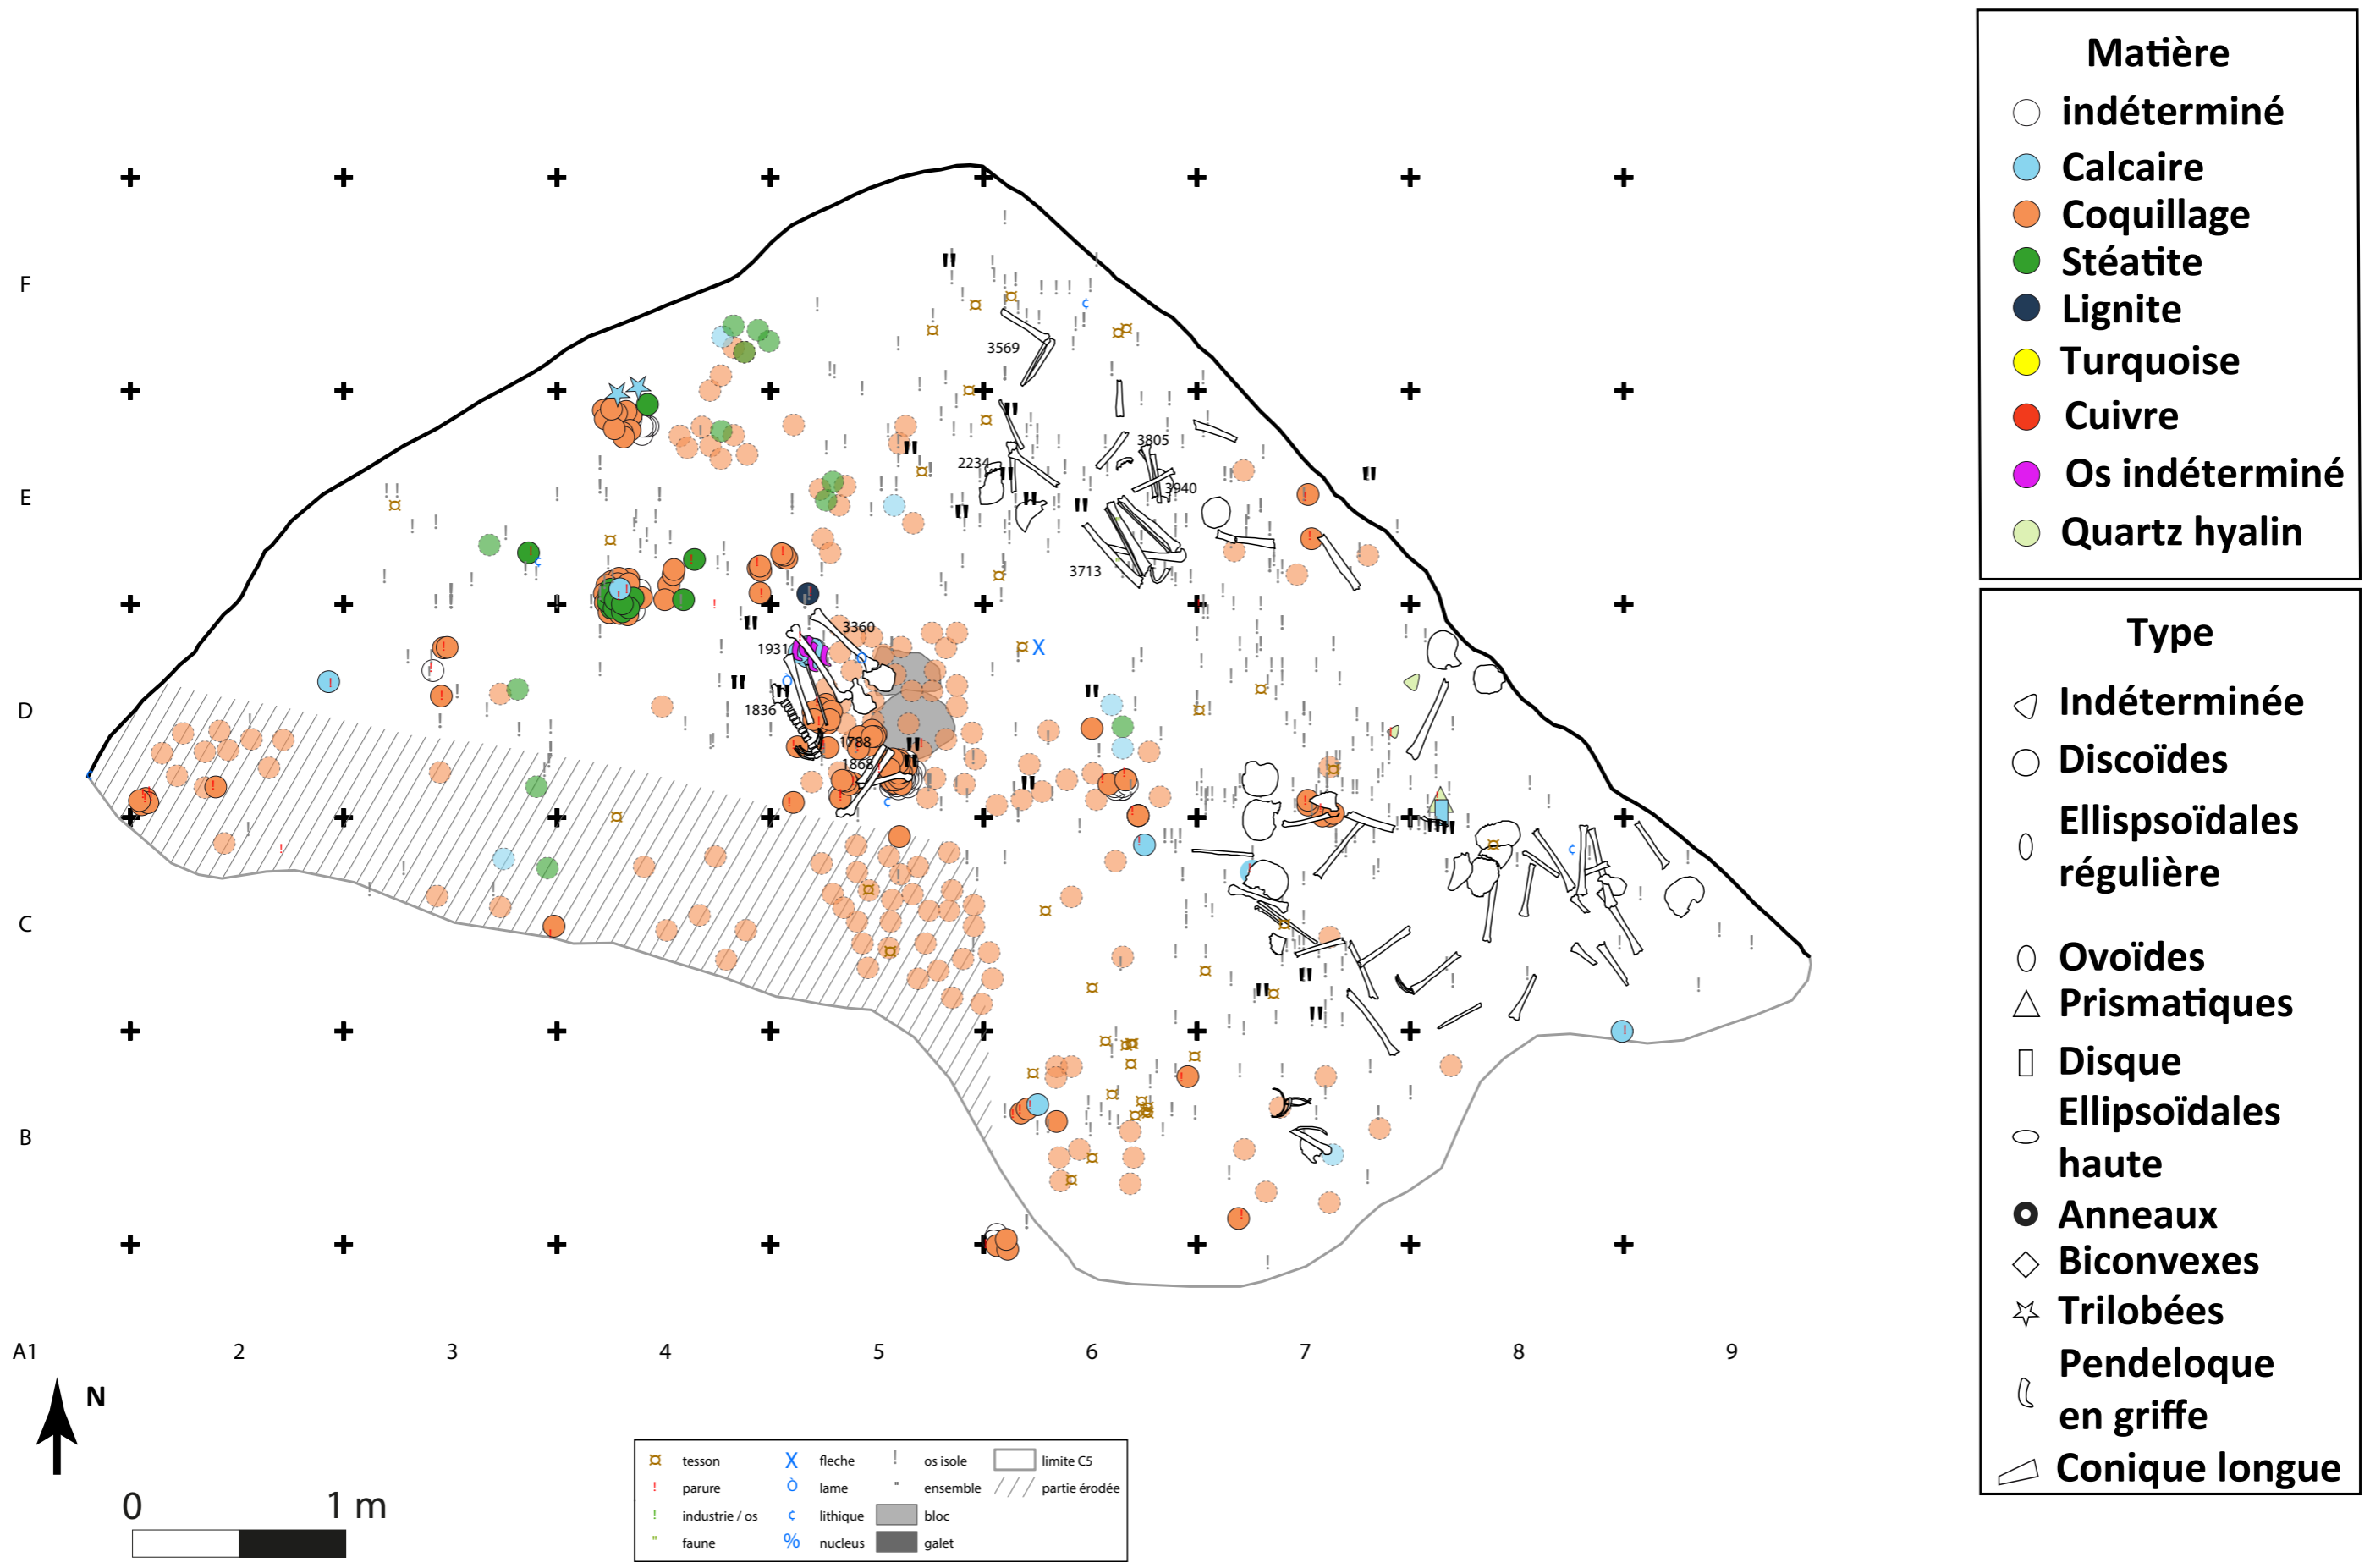 Matière
indéterminé
Calcaire
Coquillage
Stéatite
Lignite
Turquoise
Cuivre
Os indéterminé
Quartz hyalin
Type
Indéterminée
Discoïdes
Ellispsoïdales
régulière
Ovoïdes
Prismatiques
Disque
Ellipsoïdales
haute
Anneaux
Biconvexes
Trilobées
Pendeloque
en griffe
Conique longue
F
E
D
C
B
3569
3805
2234
3940
3713
3360
1931
1836
1788
1868
A1 2 3 4 5 6 7 8 9
N
0 1 m
tesson
parure
industrie / os
faune
fleche
lame
lithique
nucleus
os isole
ensemble
bloc
galet
limite C5
partie érodée